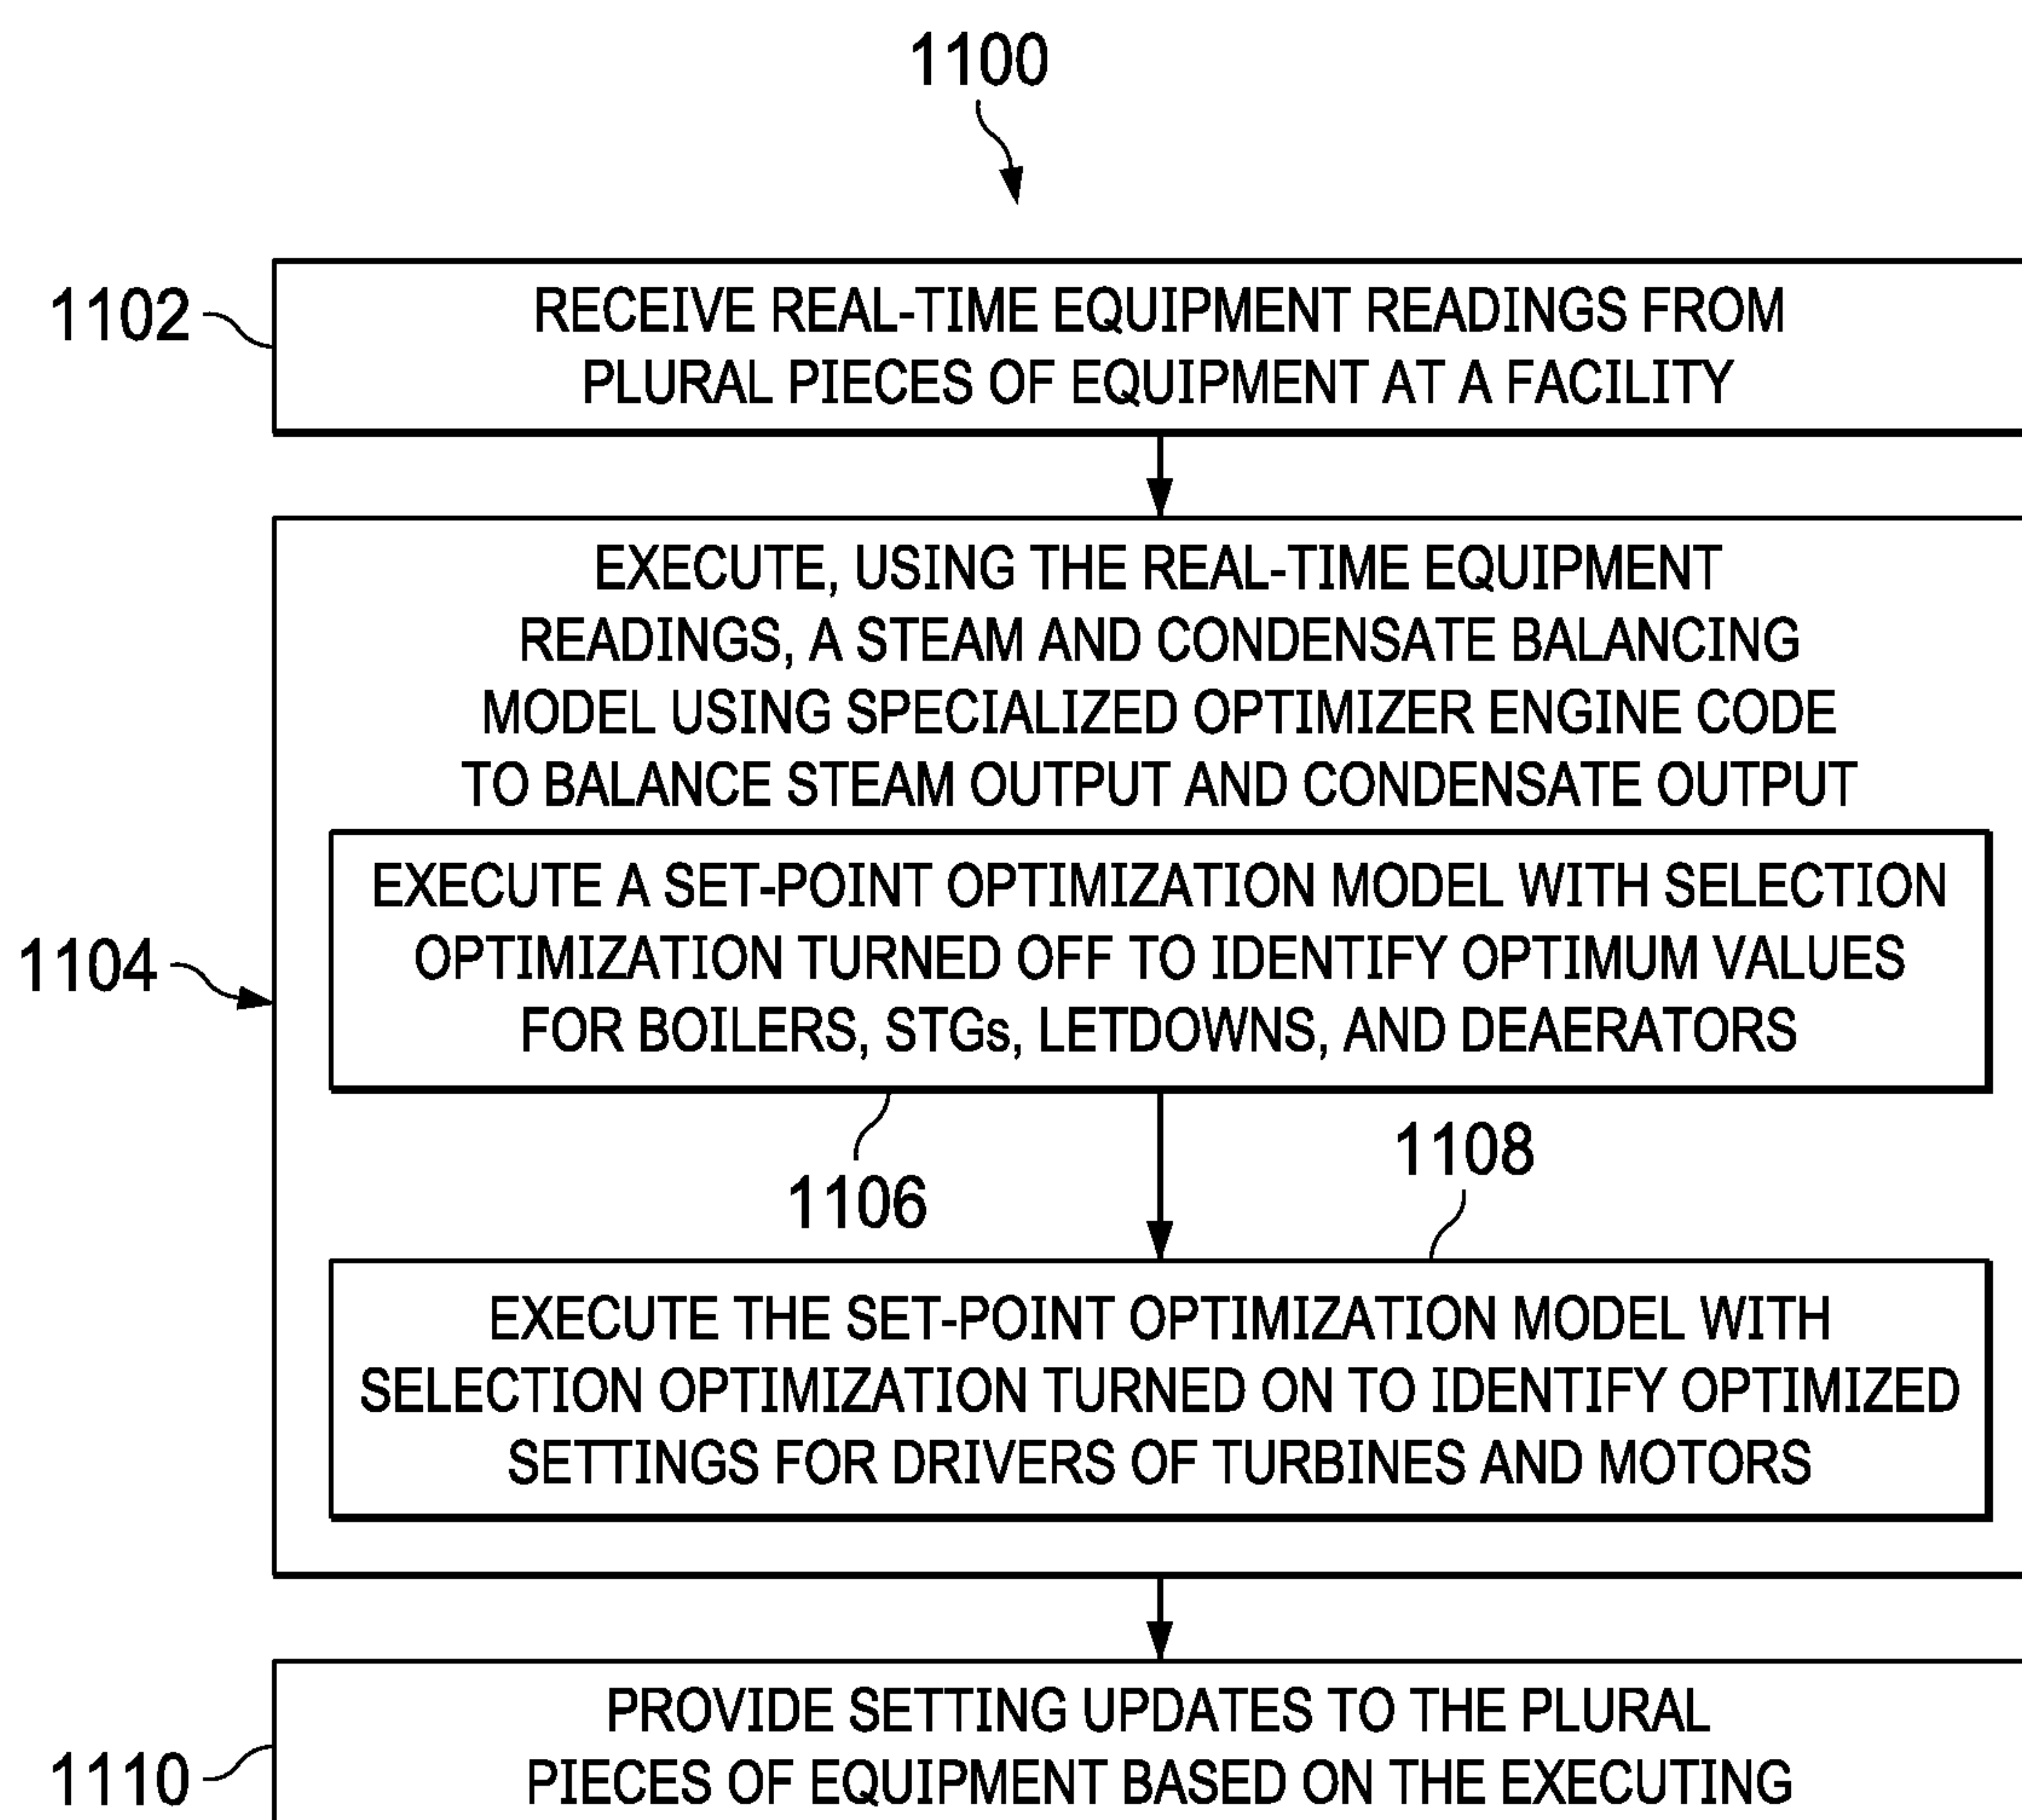 1100
1102
RECEIVE REAL-TIME EQUIPMENT READINGS FROM
PLURAL PIECES OF EQUIPMENT AT A FACILITY
EXECUTE, USING THE REAL-TIME EQUIPMENT
READINGS, A STEAM AND CONDENSATE BALANCING
MODEL USING SPECIALIZED OPTIMIZER ENGINE CODE
TO BALANCE STEAM OUTPUT AND CONDENSATE OUTPUT
1104
EXECUTE A SET-POINT OPTIMIZATION MODEL WITH SELECTION
OPTIMIZATION TURNED OFF TO IDENTIFY OPTIMUM VALUES
FOR BOILERS, STGs, LETDOWNS, AND DEAERATORS
1106
1108
EXECUTE THE SET-POINT OPTIMIZATION MODEL WITH
SELECTION OPTIMIZATION TURNED ON TO IDENTIFY OPTIMIZED
SETTINGS FOR DRIVERS OF TURBINES AND MOTORS
1110
PROVIDE SETTING UPDATES TO THE PLURAL
PIECES OF EQUIPMENT BASED ON THE EXECUTING